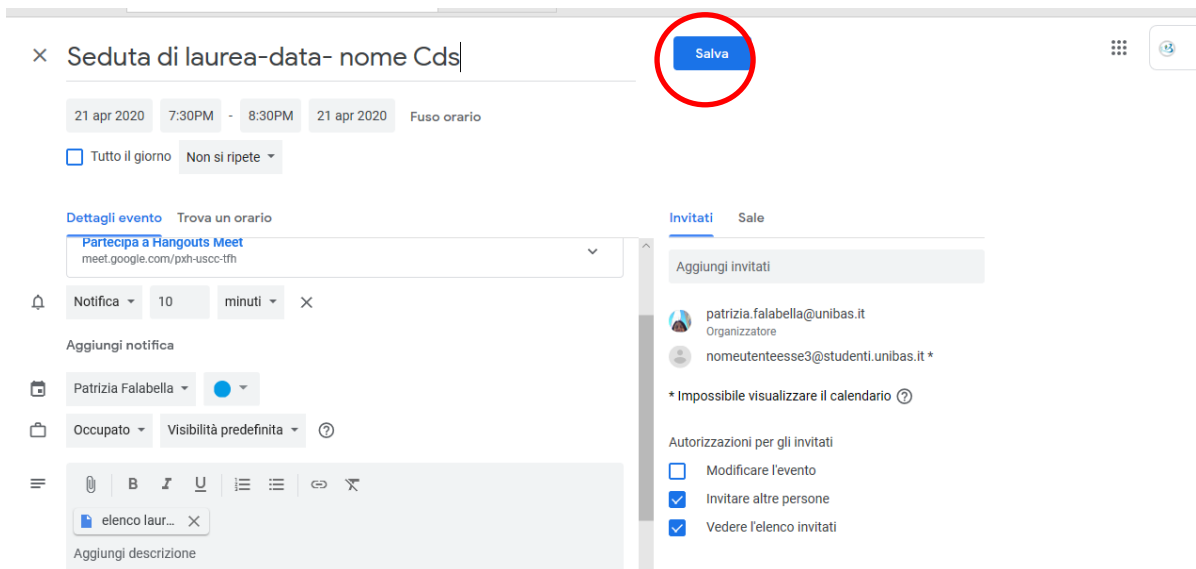 Seduta di laurea-data- nome Cds
Salva
21 apr 2020 7:30PM - 8:30PM 21 apr 2020 Fuso orario
Tutto il giorno Non si ripete
Dettagli evento Trova un orario
Partecipa a Hangouts Meet
meet.google.com/pxh-uscc-tfh
Notifica 10 minuti
Aggiungi notifica
Patrizia Falabella
Occupato Visibilità predefinita
B I U
elenco laur...
Aggiungi descrizione
Invitati Sale
Aggiungi invitati
patrizia.falabella@unibas.it
Organizzatore
nomeutenteesse3@studenti.unibas.it *
* Impossibile visualizzare il calendario
Autorizzazioni per gli invitati
Modificare l'evento
Invitare altre persone
Vedere l'elenco invitati